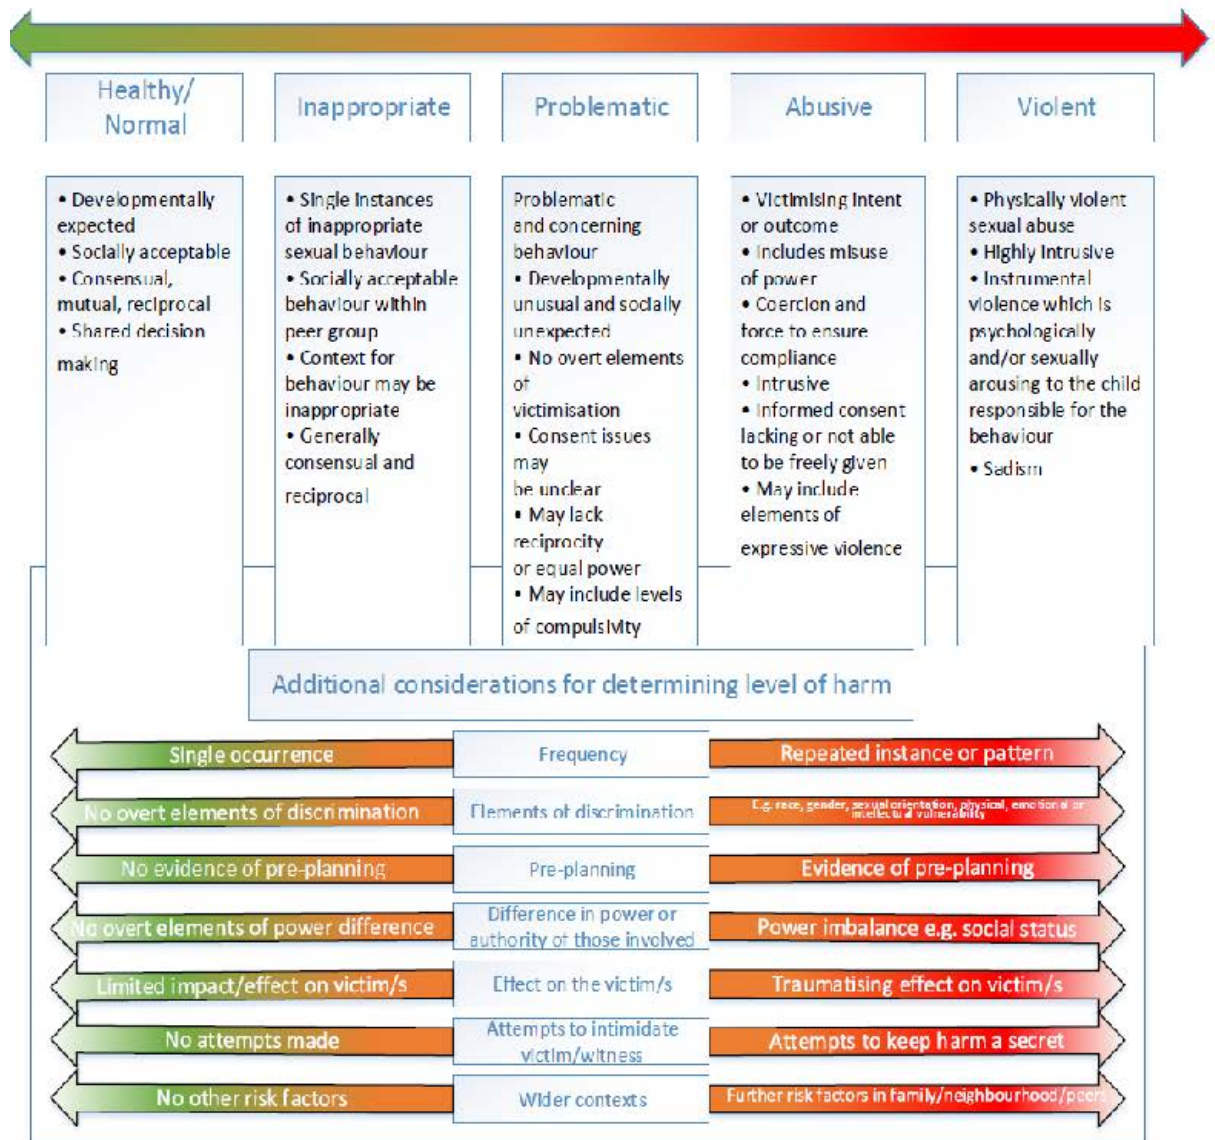 Healthy/
Normal
Inappropriate
Problematic
Abusive
Violent
• Developmentally
expected
• Socially acceptable
• Consensual,
mutual, reciprocal
• Shared decision
making
• Single instances
of inappropriate
sexual behaviour
• Socially acceptable
behaviour within
peer group
• Context for
behaviour may be
inappropriate
• Generally
consensual and
reciprocal
Problematic
and concerning
behaviour
• Developmentally
unusual and socially
unexpected
• No overt elements
of
victimisation
• Consent issues
may
be unclear
• May lack
reciprocity
or equal power
• May include levels
of compulsivity
• Victimising intent
or outcome
• Includes misuse
of power
• Coercion and
force to ensure
compliance
• Intrusive
• Informed consent
lacking or not able
to be freely given
• May include
elements of
expressive violence
• Physically violent
sexual abuse
• Highly Intrusive
• Instrumental
violence which is
psychologically
and/or sexually
arousing to the child
responsible for the
behaviour
• Sadism
Additional considerations for determining level of harm
Single occurrence
Frequency
Repeated instance or pattern
No overt elements of discrimination
Elements of discrimination
E.g. race, gender, sexual orientation, physical, emotional or
intellectual vulnerability
No evidence of pre-planning
Pre-planning
Evidence of pre-planning
No overt elements of power difference
Difference in power or
authority of those involved
Power imbalance e.g. social status
Limited impact/effect on victim/s
Effect on the victim/s
Traumatising effect on victim/s
No attempts made
Attempts to intimidate
victim/witness
Attempts to keep harm a secret
No other risk factors
Wider contexts
Further risk factors in family/neighbourhood/peers